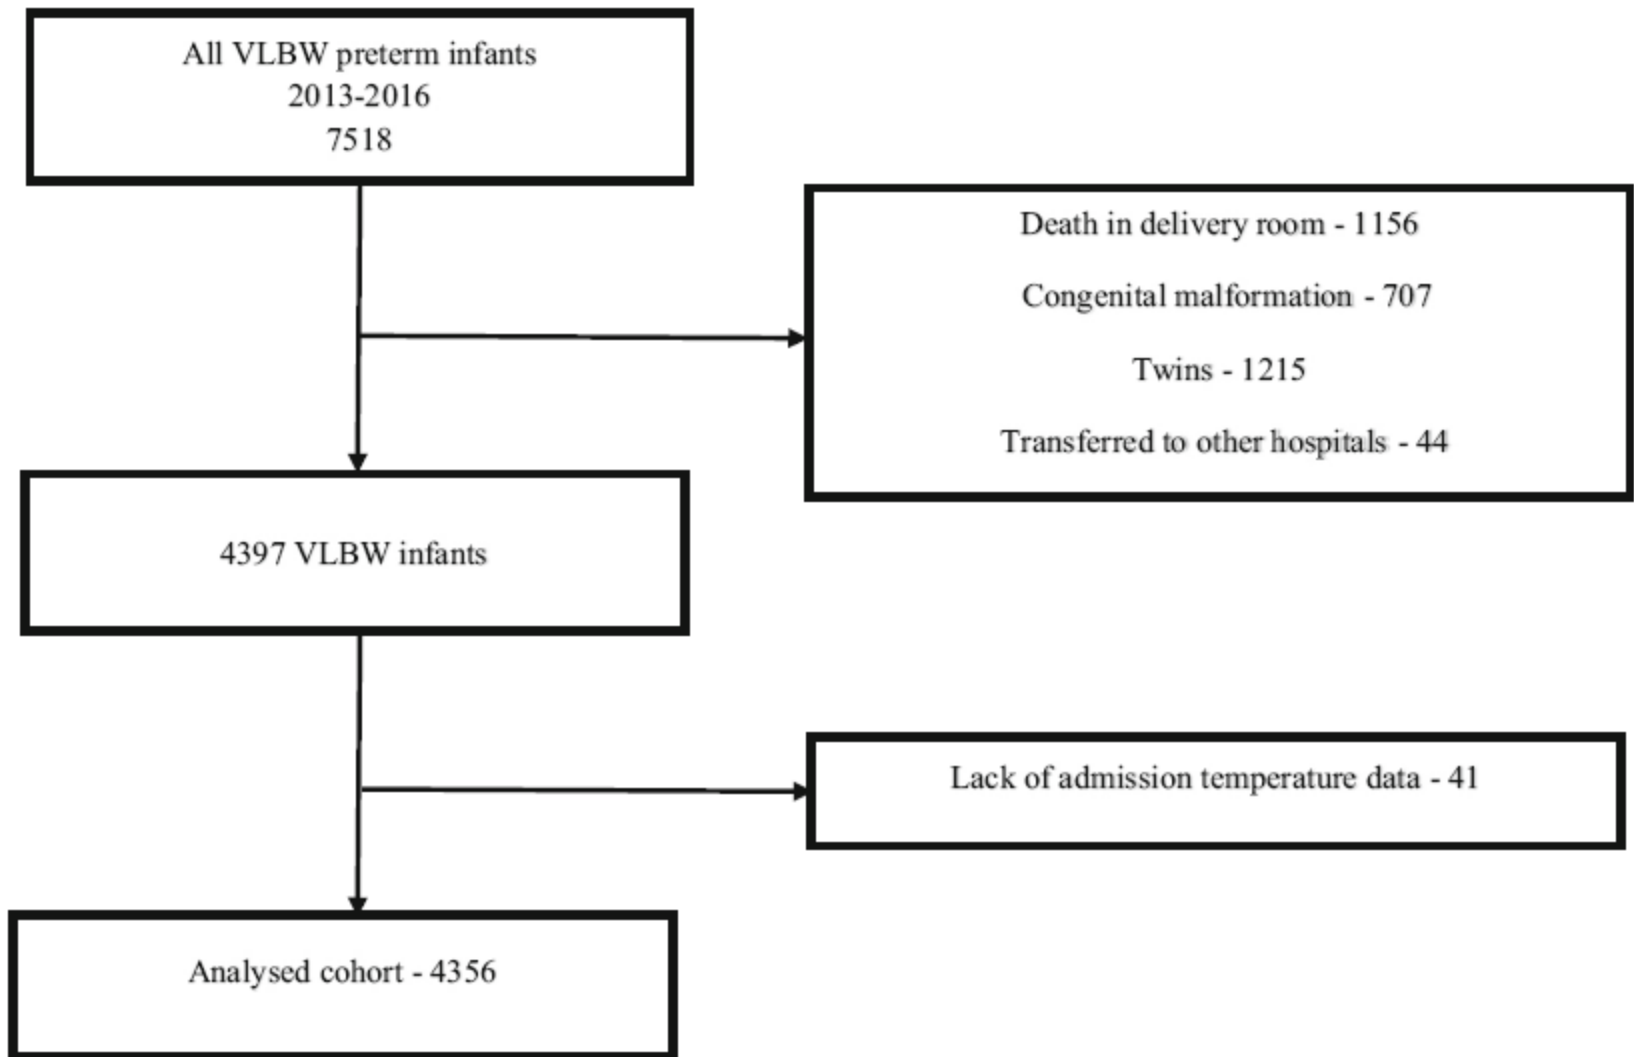 All VLBW preterm infants
2013-2016
7518
Death in delivery room - 1156
Congenital malformation - 707
Twins - 1215
Transferred to other hospitals - 44
4397 VLBW infants
Lack of admission temperature data - 41
Analysed cohort - 4356